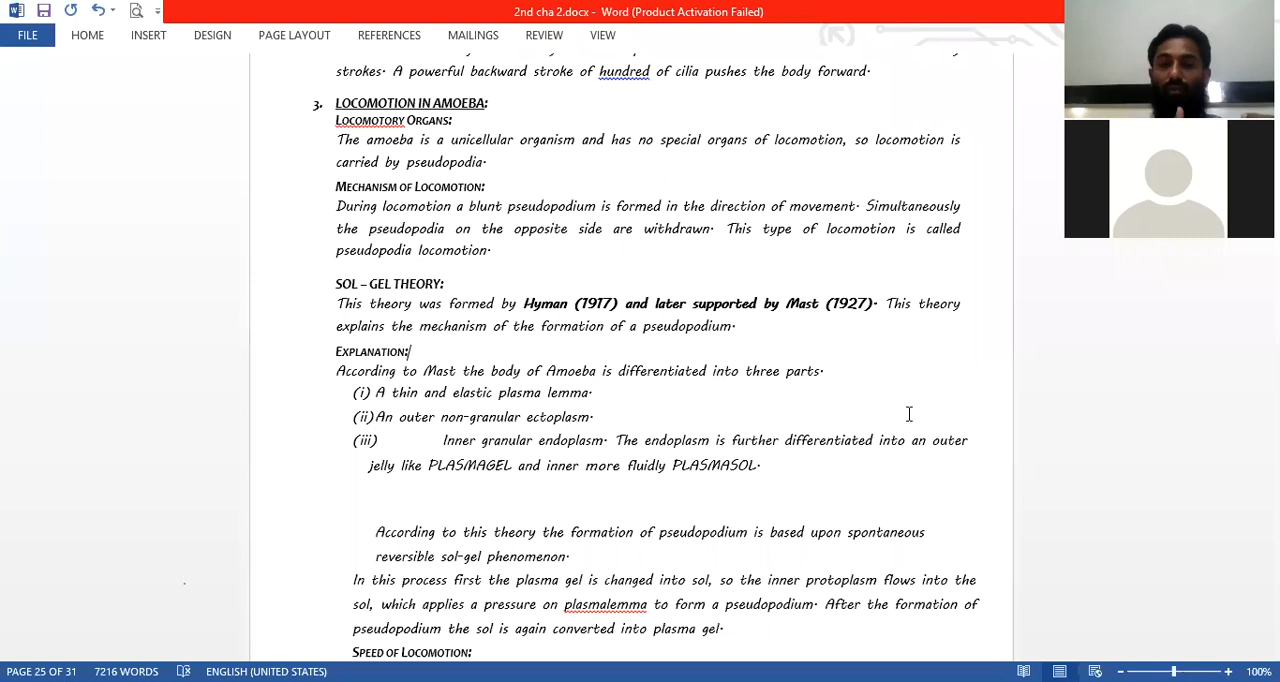 2nd cha 2.docx - Word (Product Activation Failed)
FILE HOME INSERT DESIGN PAGE LAYOUT REFERENCES MAILINGS REVIEW VIEW
strokes. A powerful backward stroke of hundred of cilia pushes the body forward.
3. LOCOMOTION IN AMOEBA:
LOCOMOTORY ORGANS:
The amoeba is a unicellular organism and has no special organs of locomotion, so locomotion is
carried by pseudopodia.
MECHANISM OF LOCOMOTION:
During locomotion a blunt pseudopodium is formed in the direction of movement. Simultaneously
the pseudopodia on the opposite side are withdrawn. This type of locomotion is called
pseudopodia locomotion.
SOL – GEL THEORY:
This theory was formed by Hyman (1917) and later supported by Mast (1927). This theory
explains the mechanism of the formation of a pseudopodium.
EXPLANATION:
According to Mast the body of Amoeba is differentiated into three parts.
(i) A thin and elastic plasma lemma.
(ii) An outer non-granular ectoplasm.
(iii) Inner granular endoplasm. The endoplasm is further differentiated into an outer
jelly like PLASMAGEL and inner more fluidly PLASMASOL.
According to this theory the formation of pseudopodium is based upon spontaneous
reversible sol-gel phenomenon.
In this process first the plasma gel is changed into sol, so the inner protoplasm flows into the
sol, which applies a pressure on plasmalemma to form a pseudopodium. After the formation of
pseudopodium the sol is again converted into plasma gel.
SPEED OF LOCOMOTION:
PAGE 25 OF 31 7216 WORDS ENGLISH (UNITED STATES) 100%